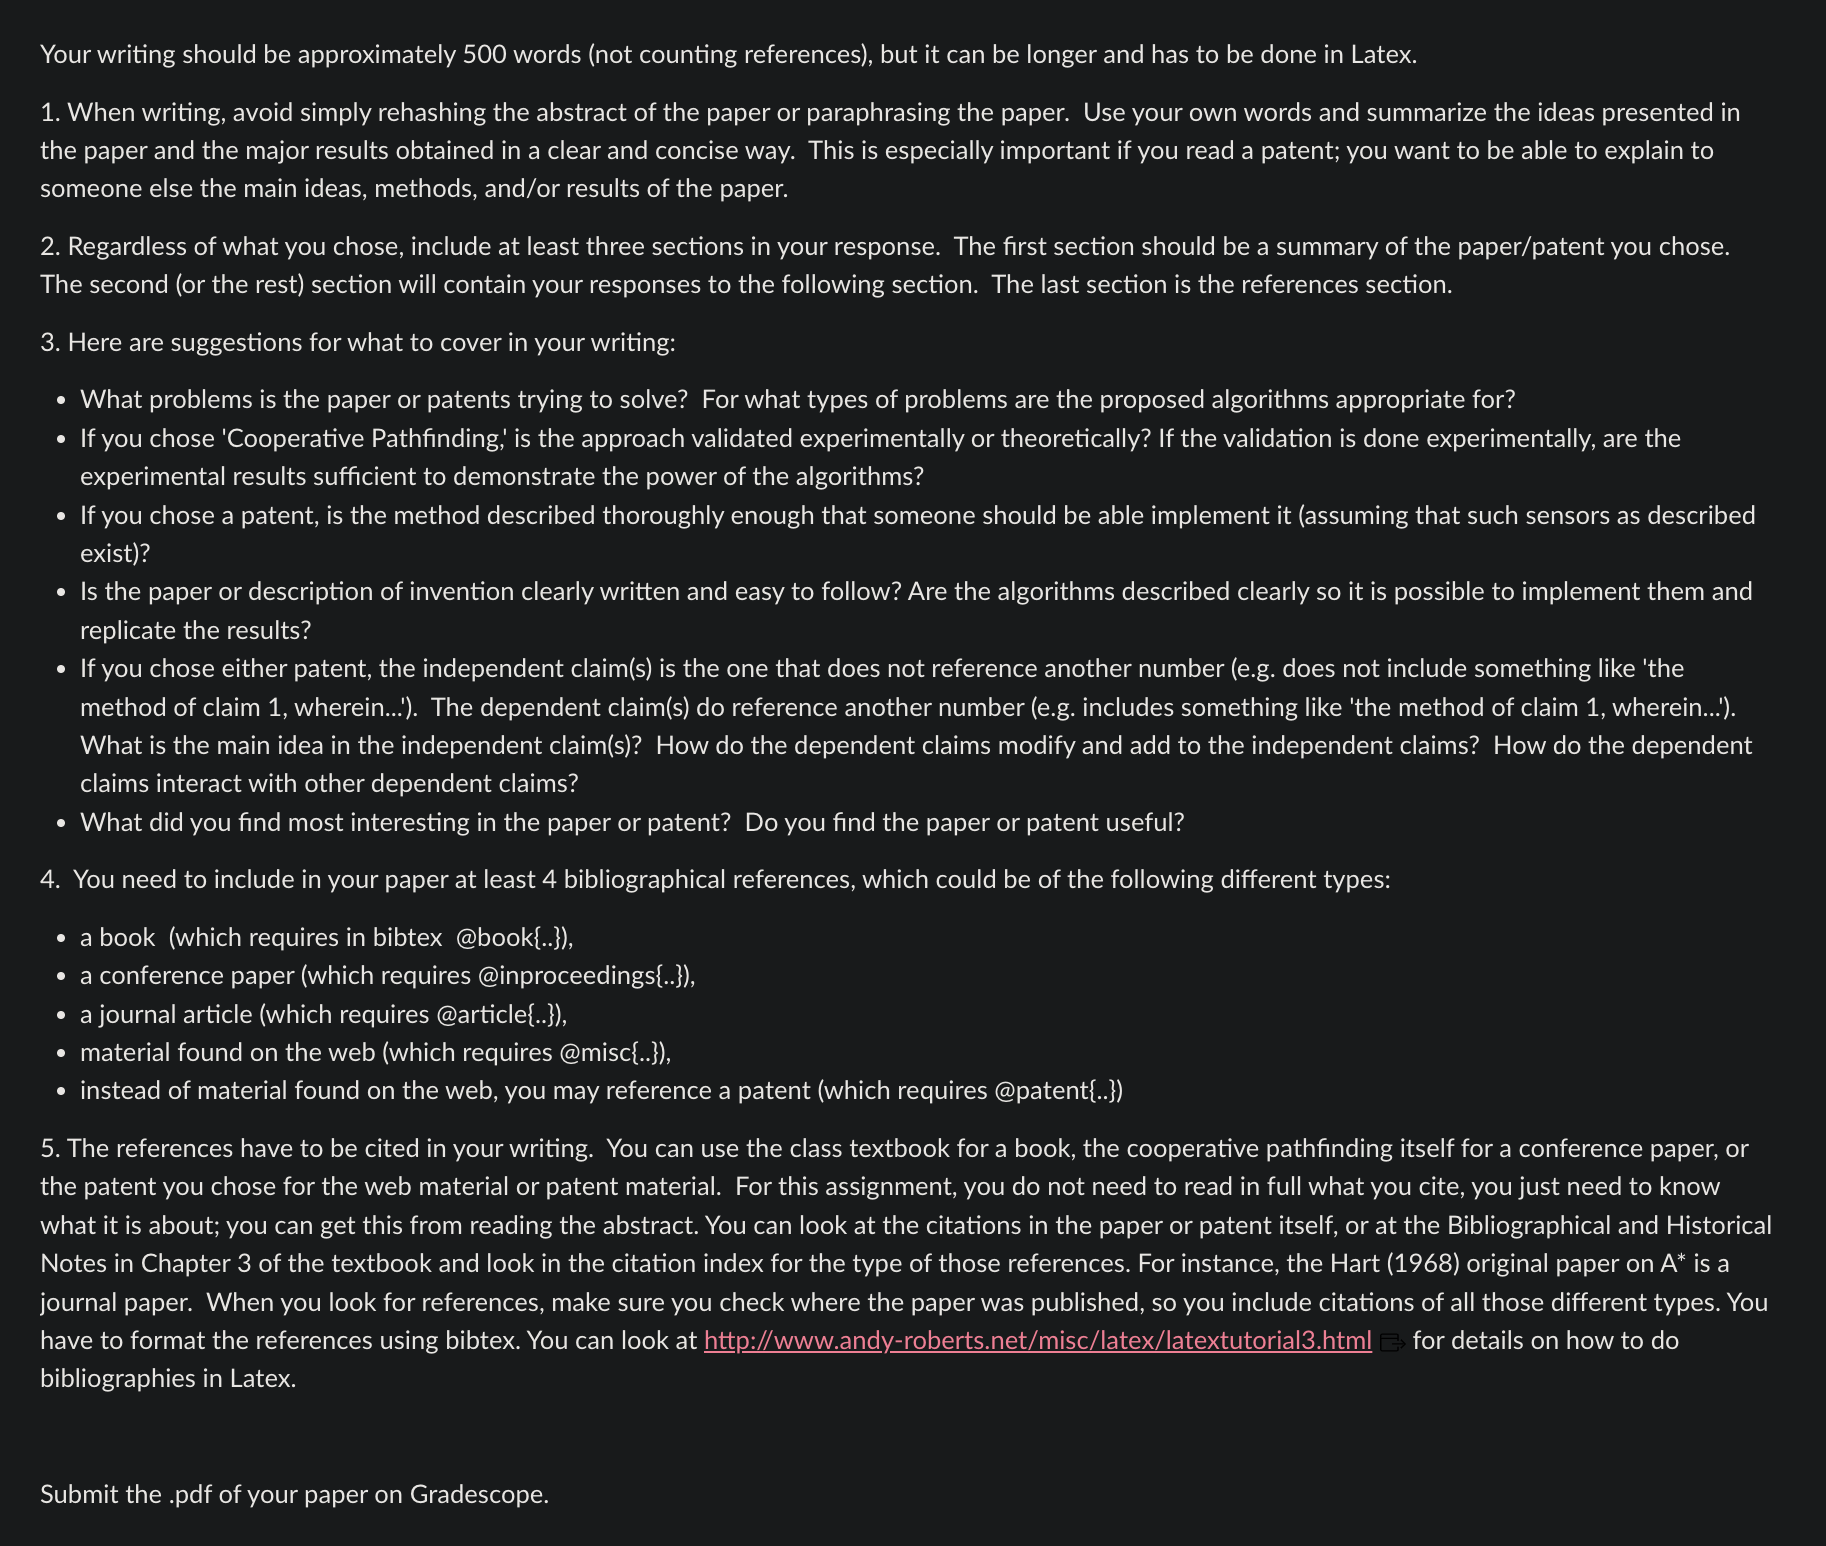 Your writing should be approximately 500 words (not counting references), but it can be longer and has to be done in Latex.
1. When writing, avoid simply rehashing the abstract of the paper or paraphrasing the paper.  Use your own words and summarize the ideas presented in
the paper and the major results obtained in a clear and concise way.  This is especially important if you read a patent; you want to be able to explain to
someone else the main ideas, methods, and/or results of the paper.
2. Regardless of what you chose, include at least three sections in your response.  The first section should be a summary of the paper/patent you chose.
The second (or the rest) section will contain your responses to the following section.  The last section is the references section.
3. Here are suggestions for what to cover in your writing:
• What problems is the paper or patents trying to solve?  For what types of problems are the proposed algorithms appropriate for?
• If you chose 'Cooperative Pathfinding,' is the approach validated experimentally or theoretically? If the validation is done experimentally, are the
experimental results sufficient to demonstrate the power of the algorithms?
• If you chose a patent, is the method described thoroughly enough that someone should be able implement it (assuming that such sensors as described
exist)?
• Is the paper or description of invention clearly written and easy to follow? Are the algorithms described clearly so it is possible to implement them and
replicate the results?
• If you chose either patent, the independent claim(s) is the one that does not reference another number (e.g. does not include something like 'the
method of claim 1, wherein...').  The dependent claim(s) do reference another number (e.g. includes something like 'the method of claim 1, wherein...').
What is the main idea in the independent claim(s)?  How do the dependent claims modify and add to the independent claims?  How do the dependent
claims interact with other dependent claims?
• What did you find most interesting in the paper or patent?  Do you find the paper or patent useful?
4.  You need to include in your paper at least 4 bibliographical references, which could be of the following different types:
• a book  (which requires in bibtex  @book{..}),
• a conference paper (which requires @inproceedings{..}),
• a journal article (which requires @article{..}),
• material found on the web (which requires @misc{..}),
• instead of material found on the web, you may reference a patent (which requires @patent{..})
5. The references have to be cited in your writing.  You can use the class textbook for a book, the cooperative pathfinding itself for a conference paper, or
the patent you chose for the web material or patent material.  For this assignment, you do not need to read in full what you cite, you just need to know
what it is about; you can get this from reading the abstract. You can look at the citations in the paper or patent itself, or at the Bibliographical and Historical
Notes in Chapter 3 of the textbook and look in the citation index for the type of those references. For instance, the Hart (1968) original paper on A* is a
journal paper.  When you look for references, make sure you check where the paper was published, so you include citations of all those different types. You
have to format the references using bibtex. You can look at http://www.andy-roberts.net/misc/latex/latextutorial3.html for details on how to do
bibliographies in Latex.
Submit the .pdf of your paper on Gradescope.